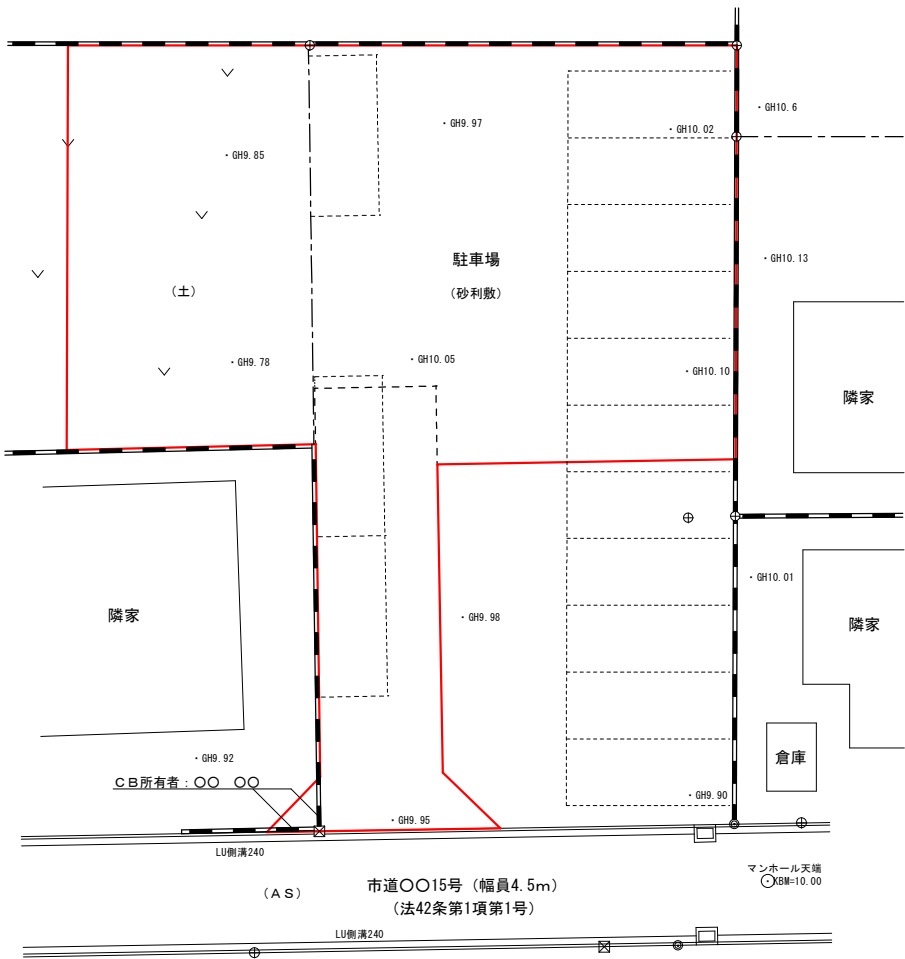 ・GH10.6
・GH9.97
・GH10.02
・GH9.85
駐車場
・GH10.13
（土）
（砂利敷）
・GH9.78
・GH10.05
・GH10.10
隣家
・GH10.01
隣家
・GH9.98
隣家
・GH9.92
倉庫
ＣＢ所有者：○○　○○
・GH9.90
・GH9.95
LU側溝240
マンホール天端
KBM=10.00
（ＡＳ）
市道○○15号（幅員4.5ｍ）
（法42条第1項第1号）
LU側溝240